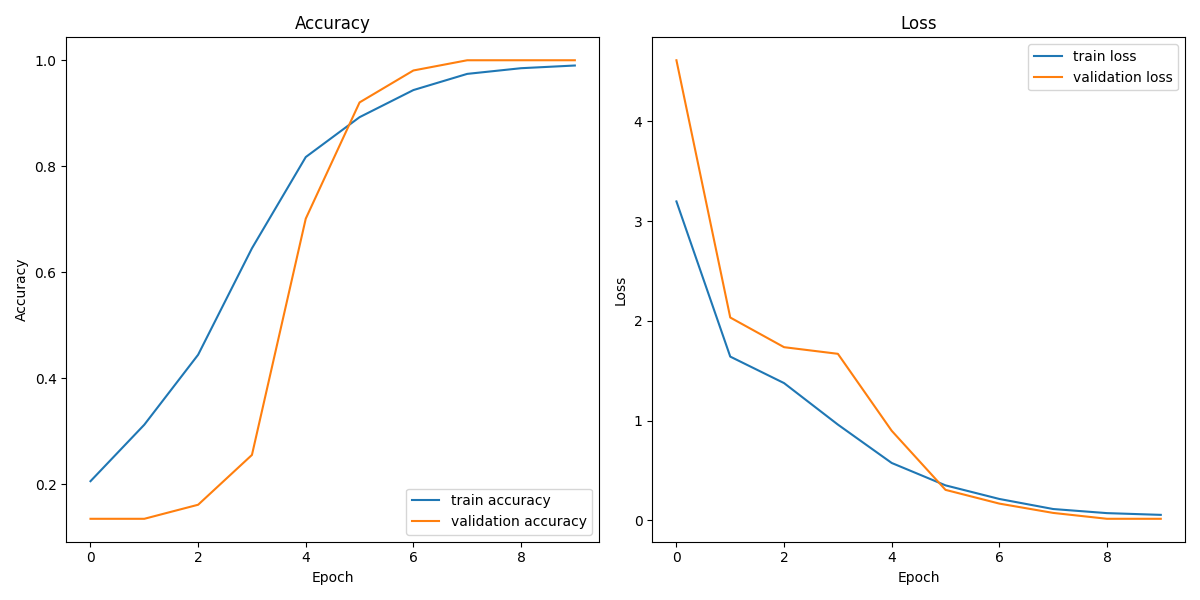 Accuracy
1.0
0.8
0.6
0.4
0.2
Accuracy
train accuracy
validation accuracy
0 2 4 6 8
Epoch
Loss
train loss
validation loss
4
3
2
1
0
Loss
0 2 4 6 8
Epoch